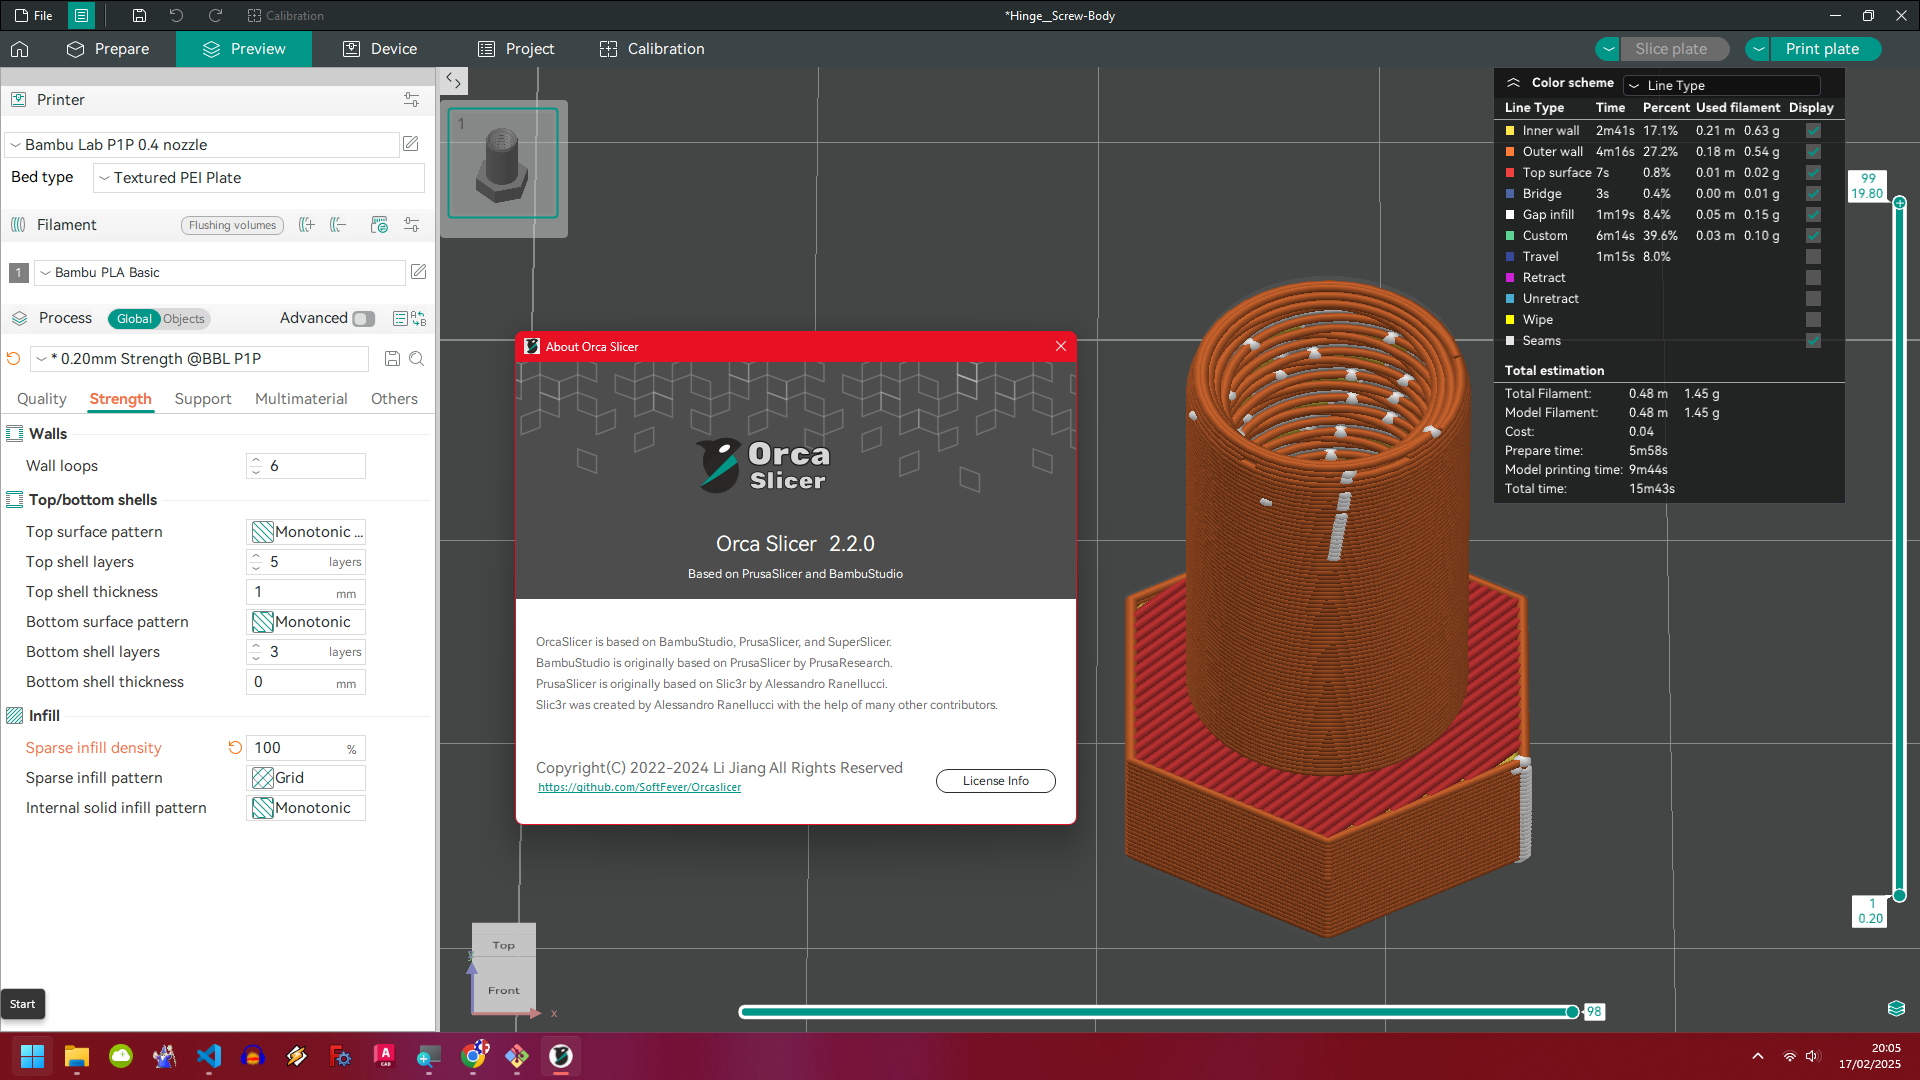 File
Calibration
*Hinge__Screw-Body
Prepare
Preview
Device
Project
Calibration
Slice plate
Print plate
Printer
Bambu Lab P1P 0.4 nozzle
Bed type
Textured PEI Plate
Filament
Flushing volumes
1
Bambu PLA Basic
Process
Global
Objects
Advanced
* 0.20mm Strength @BBL P1P
Quality
Strength
Support
Multimaterial
Others
Walls
Wall loops
6
Top/bottom shells
Top surface pattern
Monotonic ...
Top shell layers
5
layers
Top shell thickness
1
mm
Bottom surface pattern
Monotonic
Bottom shell layers
3
layers
Bottom shell thickness
0
mm
Infill
Sparse infill density
100
%
Sparse infill pattern
Grid
Internal solid infill pattern
Monotonic
Start
1
About Orca Slicer
Orca
Slicer
Orca Slicer 2.2.0
Based on PrusaSlicer and BambuStudio
OrcaSlicer is based on BambuStudio, PrusaSlicer, and SuperSlicer.
BambuStudio is originally based on PrusaSlicer by PrusaResearch.
PrusaSlicer is originally based on Slic3r by Alessandro Ranellucci.
Slic3r was created by Alessandro Ranellucci with the help of many other contributors.
Copyright(C) 2022-2024 Li Jiang All Rights Reserved
https://github.com/SoftFever/Orcaslicer
License Info
Color scheme
Line Type
Line Type Time Percent Used filament Display
Inner wall 2m41s 17.1% 0.21 m 0.63 g
Outer wall 4m16s 27.2% 0.18 m 0.54 g
Top surface 7s 0.8% 0.01 m 0.02 g
Bridge 3s 0.4% 0.00 m 0.01 g
Gap infill 1m19s 8.4% 0.05 m 0.15 g
Custom 6m14s 39.6% 0.03 m 0.10 g
Travel 1m15s 8.0%
Retract
Unretract
Wipe
Seams
Total estimation
Total Filament: 0.48 m 1.45 g
Model Filament: 0.48 m 1.45 g
Cost: 0.04
Prepare time: 5m58s
Model printing time: 9m44s
Total time: 15m43s
99
19.80
1
0.20
Top
Front
x
98
A
CAD
20:05
17/02/2025